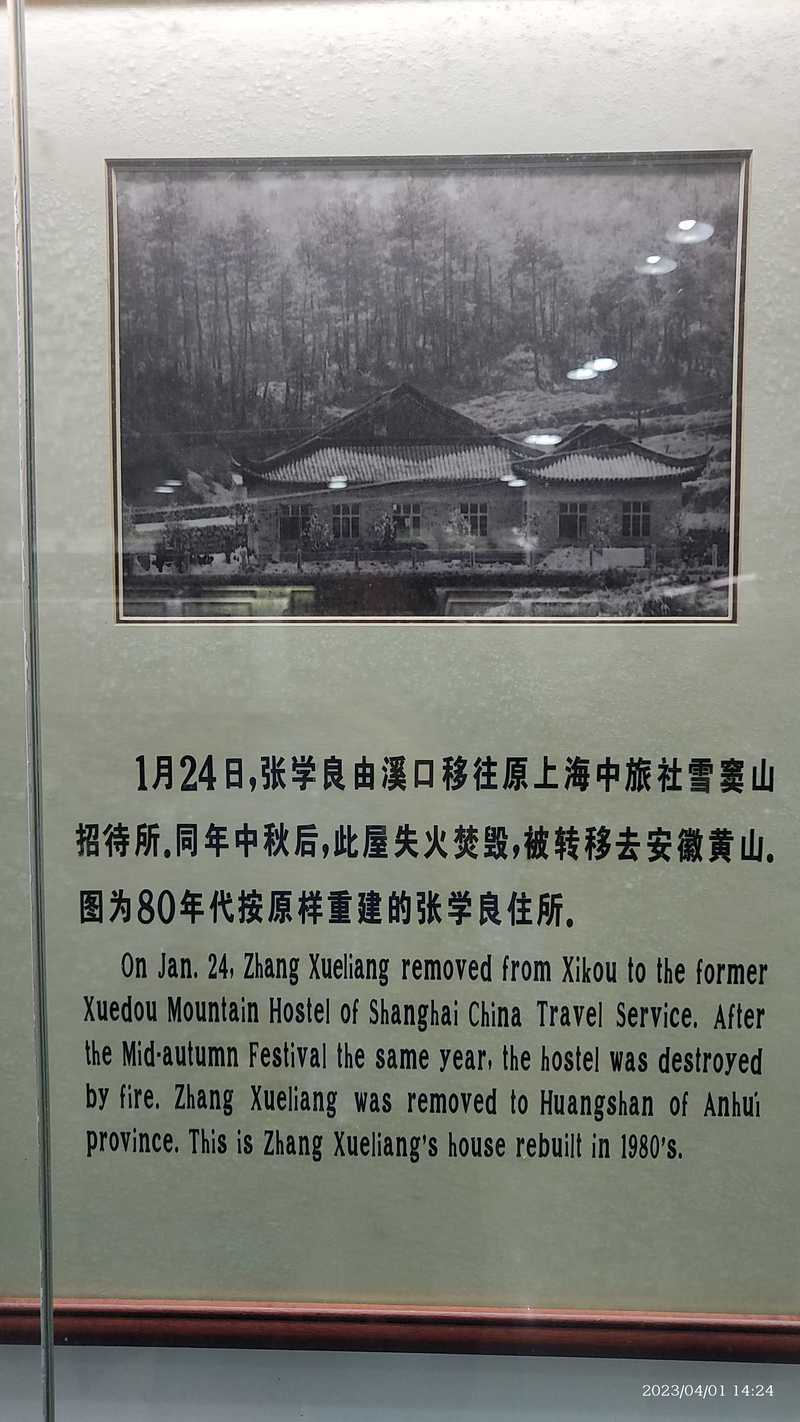 1月24日,张学良由溪口移往原上海中旅社雪窦山
招待所.同年中秋后,此屋失火焚毁,被转移去安徽黄山.
图为80年代按原样重建的张学良住所.
On Jan. 24, Zhang Xueliang removed from Xikou to the former
Xuedou Mountain Hostel of Shanghai China Travel Service. After
the Mid-autumn Festival the same year, the hostel was destroyed
by fire. Zhang Xueliang was removed to Huangshan of Anhui
province. This is Zhang Xueliang's house rebuilt in 1980's.
2023/04/01 14:24